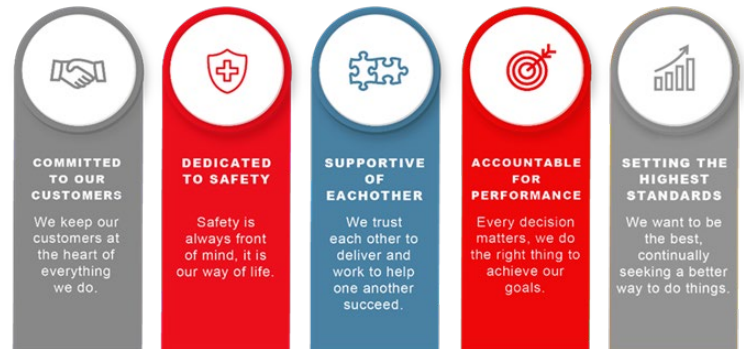 COMMITTED
TO OUR
CUSTOMERS
We keep our
customers at
the heart of
everything
we do.
DEDICATED
TO SAFETY
Safety is
always front
of mind, it is
our way of life.
SUPPORTIVE
OF
EACHOTHER
We trust
each other to
deliver and
work to help
one another
succeed.
ACCOUNTABLE
FOR
PERFORMANCE
Every decision
matters, we do
the right thing to
achieve our
goals.
SETTING THE
HIGHEST
STANDARDS
We want to be
the best,
continually
seeking a better
way to do things.